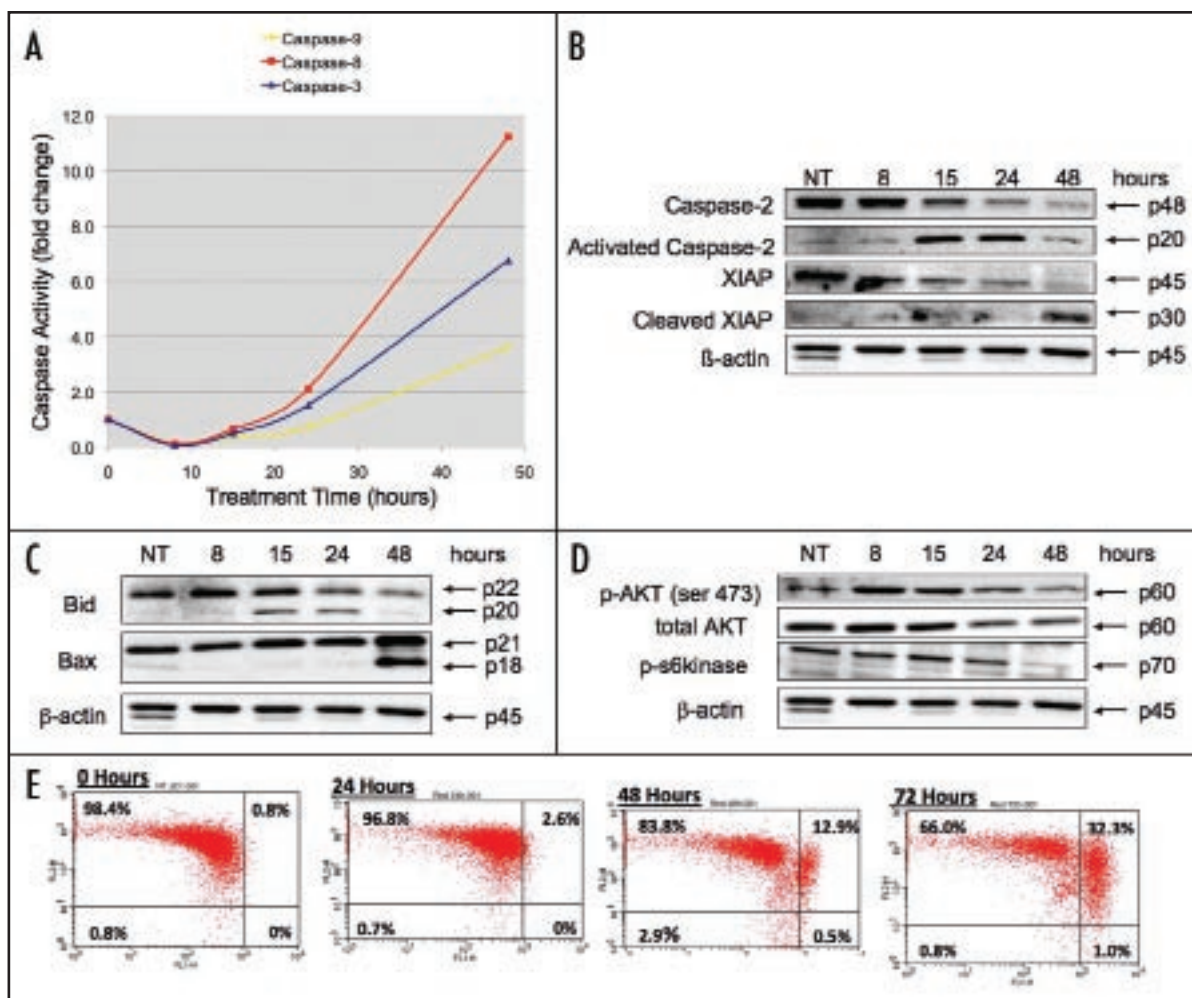 A
Caspase-9
Caspase-8
Caspase-3
Caspase Activity (fold change)
12.0
10.0
8.0
6.0
4.0
2.0
0.0
0 10 20 30 40 50
Treatment Time (hours)
B
NT 8 15 24 48 hours
Caspase-2 p48
Activated Caspase-2 p20
XIAP p45
Cleaved XIAP p30
ß-actin p45
C
NT 8 15 24 48 hours
Bid p22
p20
Bax p21
p18
β-actin p45
D
NT 8 15 24 48 hours
p-AKT (ser 473) p60
total AKT p60
p-s6kinase p70
β-actin p45
E
0 Hours
98.4% 0.8%
0.8% 0%
24 Hours
96.8% 2.6%
0.7% 0%
48 Hours
83.8% 12.9%
2.9% 0.5%
72 Hours
66.0% 32.3%
0.8% 1.0%